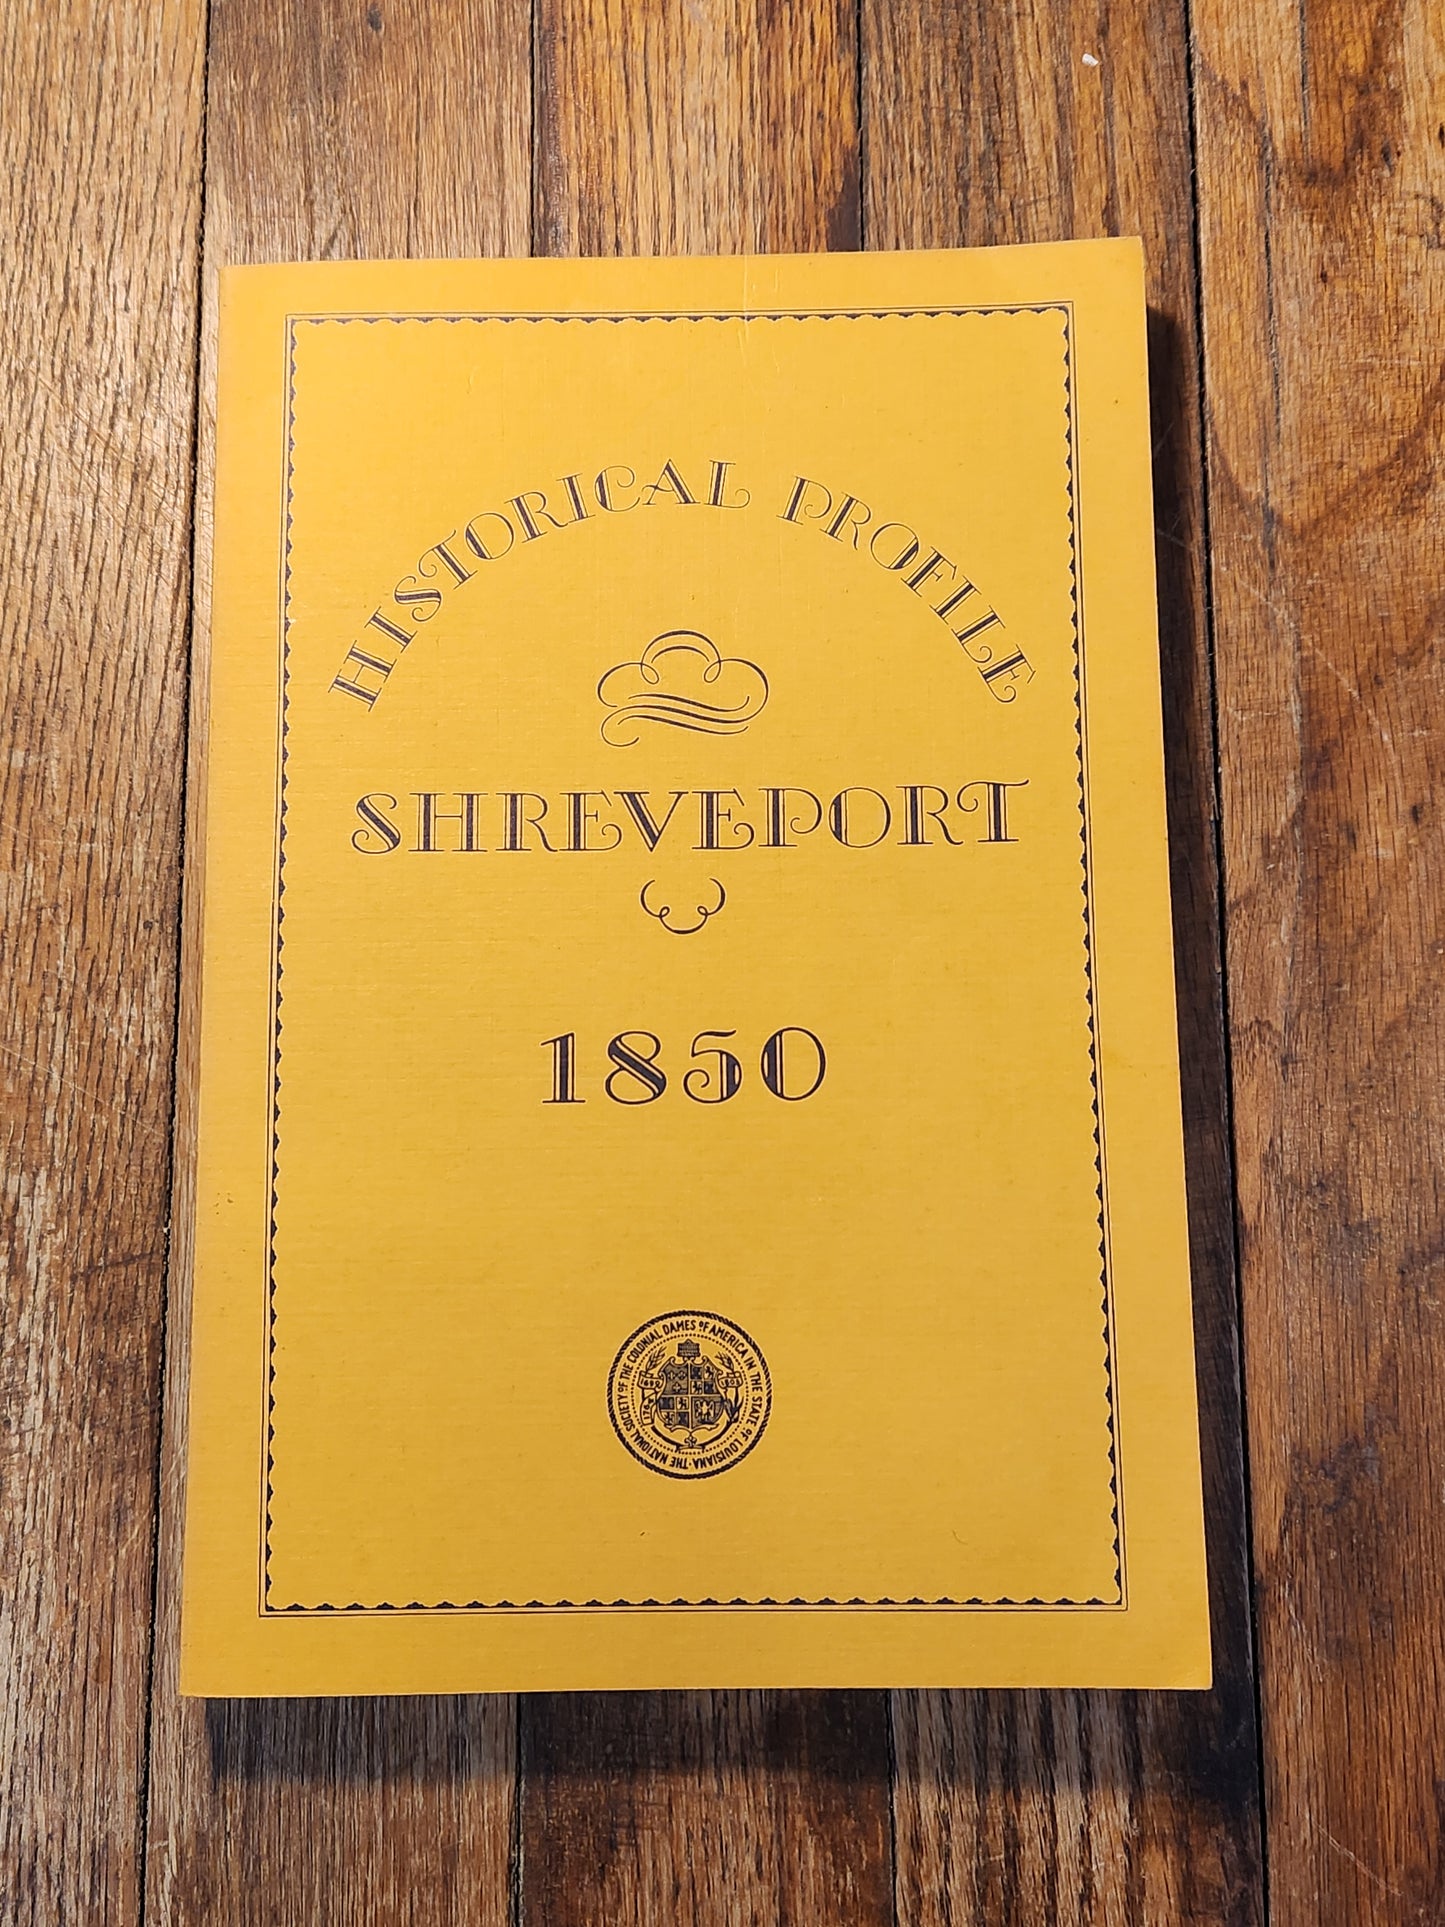 HISTORICAL PROFILE
SHREVEPORT
1850
THE NATIONAL SOCIETY OF THE COLONIAL DAMES OF AMERICA IN THE STATE OF LOUISIANA